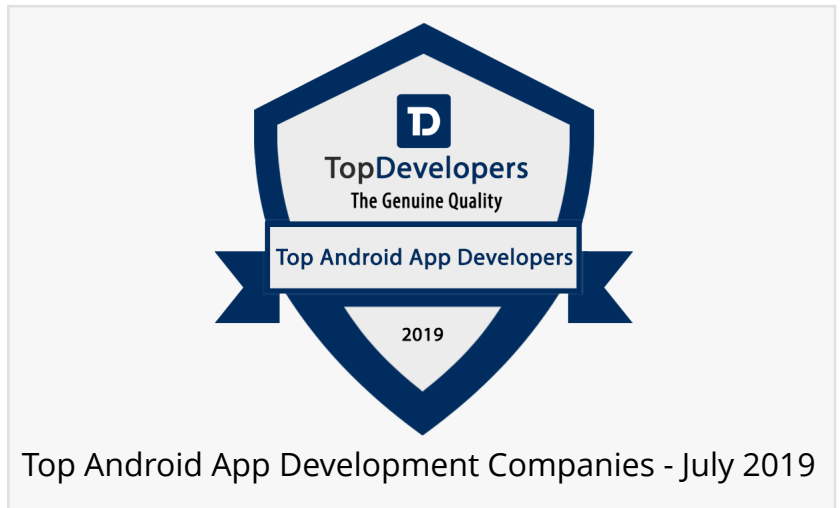 TD
TopDevelopers
The Genuine Quality
Top Android App Developers
2019
Top Android App Development Companies - July 2019